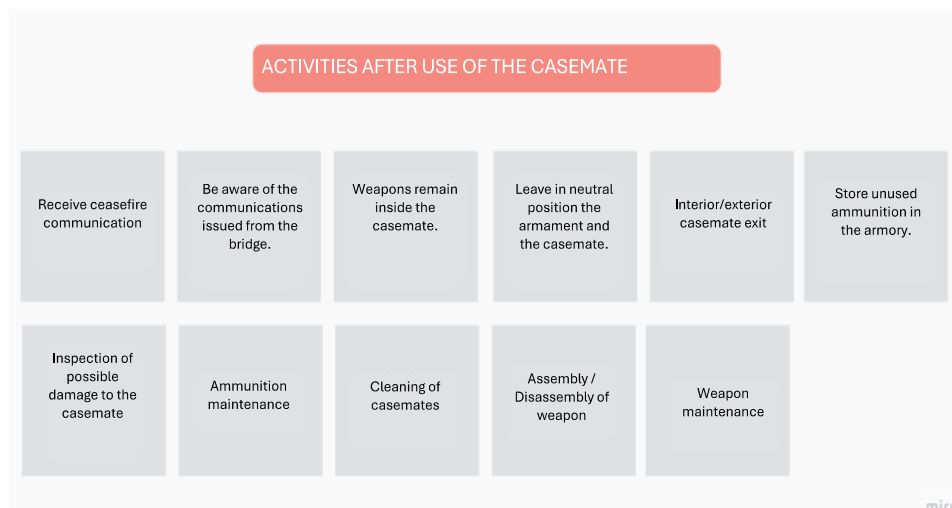 ACTIVITIES AFTER USE OF THE CASEMATE
Receive ceasefire
communication
Be aware of the
communications
issued from the
bridge.
Weapons remain
inside the
casemate.
Leave in neutral
position the
armament and
the casemate.
Interior/exterior
casemate exit
Store unused
ammunition in
the armory.
Inspection of
possible
damage to the
casemate
Ammunition
maintenance
Cleaning of
casemates
Assembly /
Disassembly of
weapon
Weapon
maintenance